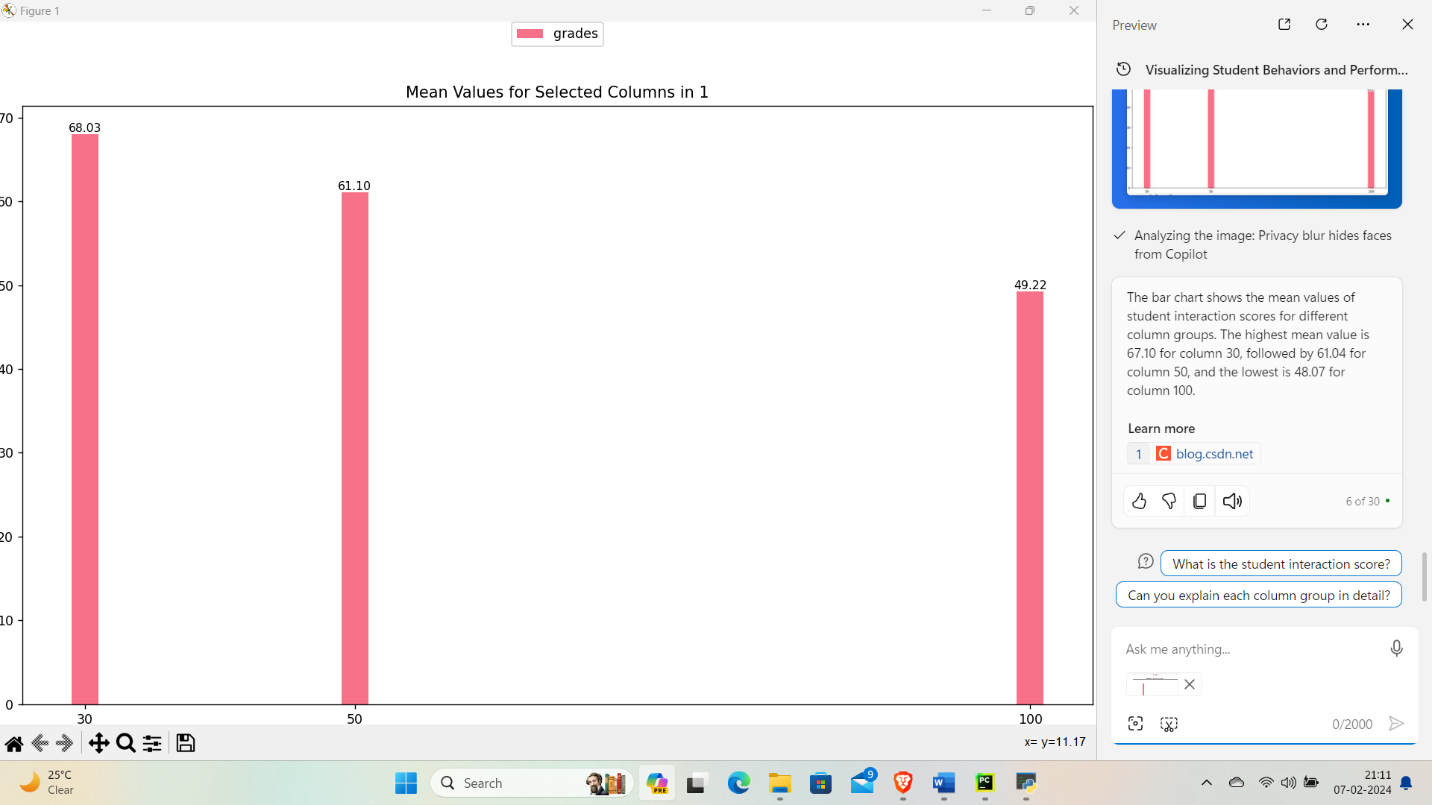 Figure 1
grades
Mean Values for Selected Columns in 1
70
60
50
40
30
20
10
0
68.03
61.10
49.22
30
50
100
x= y=11.17
Preview
Visualizing Student Behaviors and Perform...
Analyzing the image: Privacy blur hides faces
from Copilot
The bar chart shows the mean values of
student interaction scores for different
column groups. The highest mean value is
67.10 for column 30, followed by 61.04 for
column 50, and the lowest is 48.07 for
column 100.
Learn more
1 C blog.csdn.net
6 of 30
What is the student interaction score?
Can you explain each column group in detail?
Ask me anything...
0/2000
25°C
Clear
Search
PRE
9
W
PC
21:11
07-02-2024